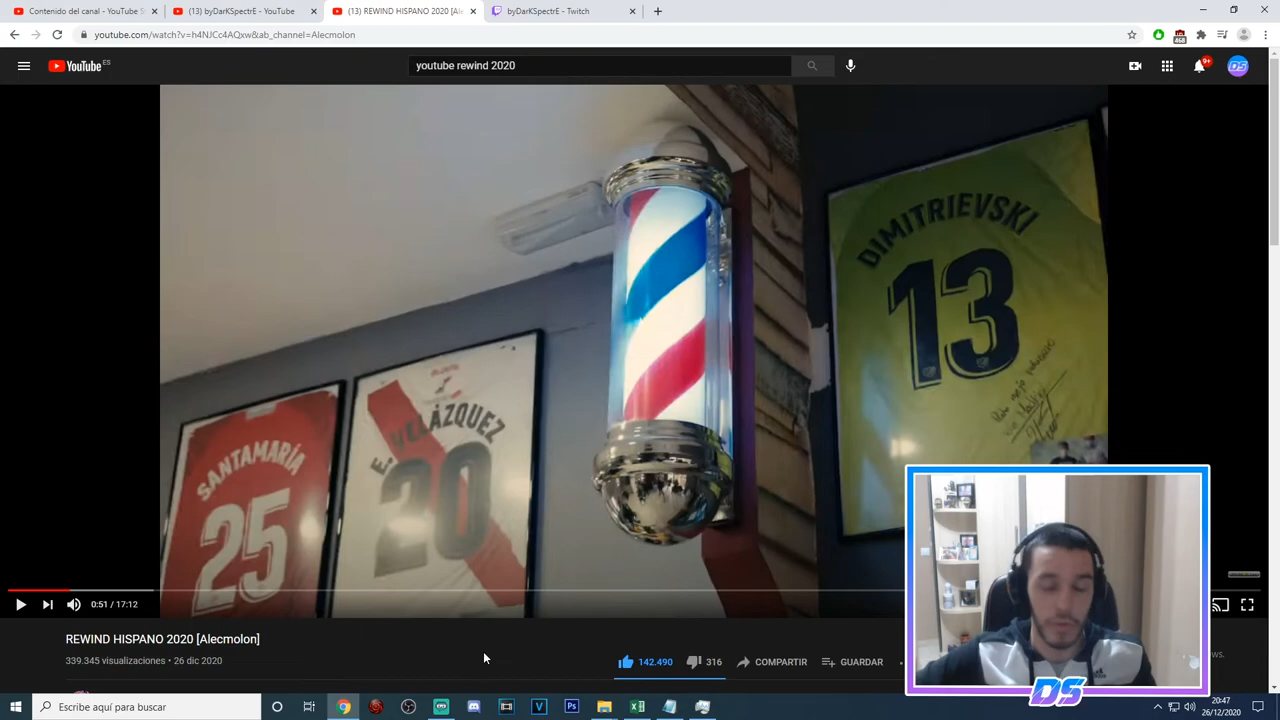 Contenido del canal - YouTube S
(13) byDarKSpectrE - YouTube
(13) REWIND HISPANO 2020 [Ale
byDarKSpectrE - Twitch
youtube.com/watch?v=h4NJCc4AQxw&ab_channel=Alecmolon
YouTube ES
youtube rewind 2020
9+
DS
SANTAMARÍA
25
E. VELÁZQUEZ
20
DIMITRIEVSKI
13
0:51 / 17:12
REWIND HISPANO 2020 [Alecmolon]
339.345 visualizaciones • 26 dic 2020
142.490
316
COMPARTIR
GUARDAR
DS
Escribe aquí para buscar
20:47
26/12/2020